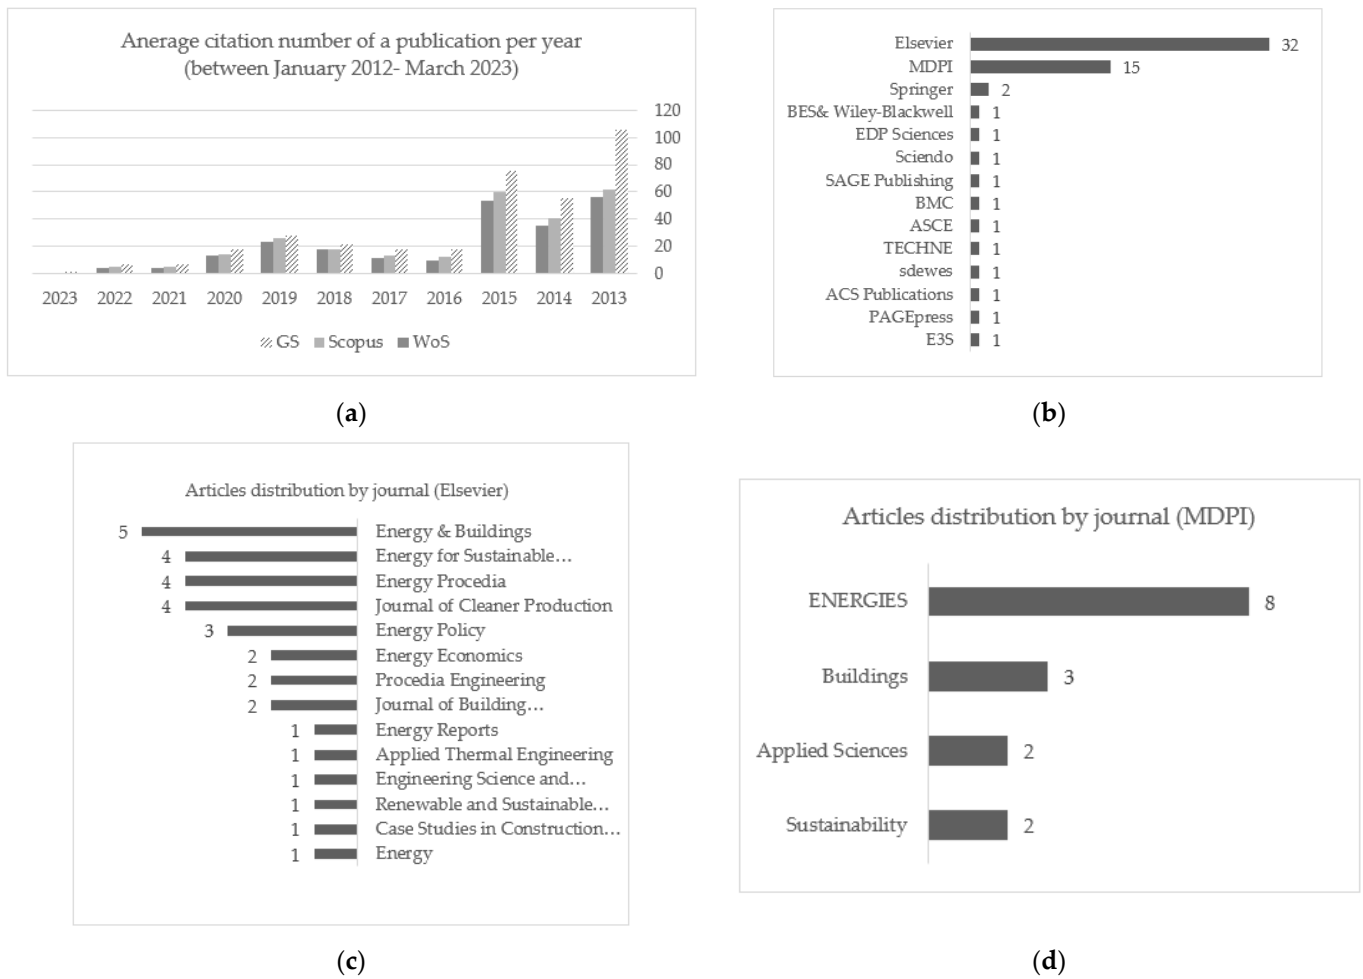 Anerage citation number of a publication per year
(between January 2012- March 2023)
120
100
80
60
40
20
0
2023 2022 2021 2020 2019 2018 2017 2016 2015 2014 2013
GS Scopus WoS
(a)
Elsevier 32
MDPI 15
Springer 2
BES& Wiley-Blackwell 1
EDP Sciences 1
Sciendo 1
SAGE Publishing 1
BMC 1
ASCE 1
TECHNE 1
sdewes 1
ACS Publications 1
PAGEpress 1
E3S 1
(b)
Articles distribution by journal (Elsevier)
5 Energy & Buildings
4 Energy for Sustainable...
4 Energy Procedia
4 Journal of Cleaner Production
3 Energy Policy
2 Energy Economics
2 Procedia Engineering
2 Journal of Building...
1 Energy Reports
1 Applied Thermal Engineering
1 Engineering Science and...
1 Renewable and Sustainable...
1 Case Studies in Construction...
1 Energy
(c)
Articles distribution by journal (MDPI)
ENERGIES 8
Buildings 3
Applied Sciences 2
Sustainability 2
(d)